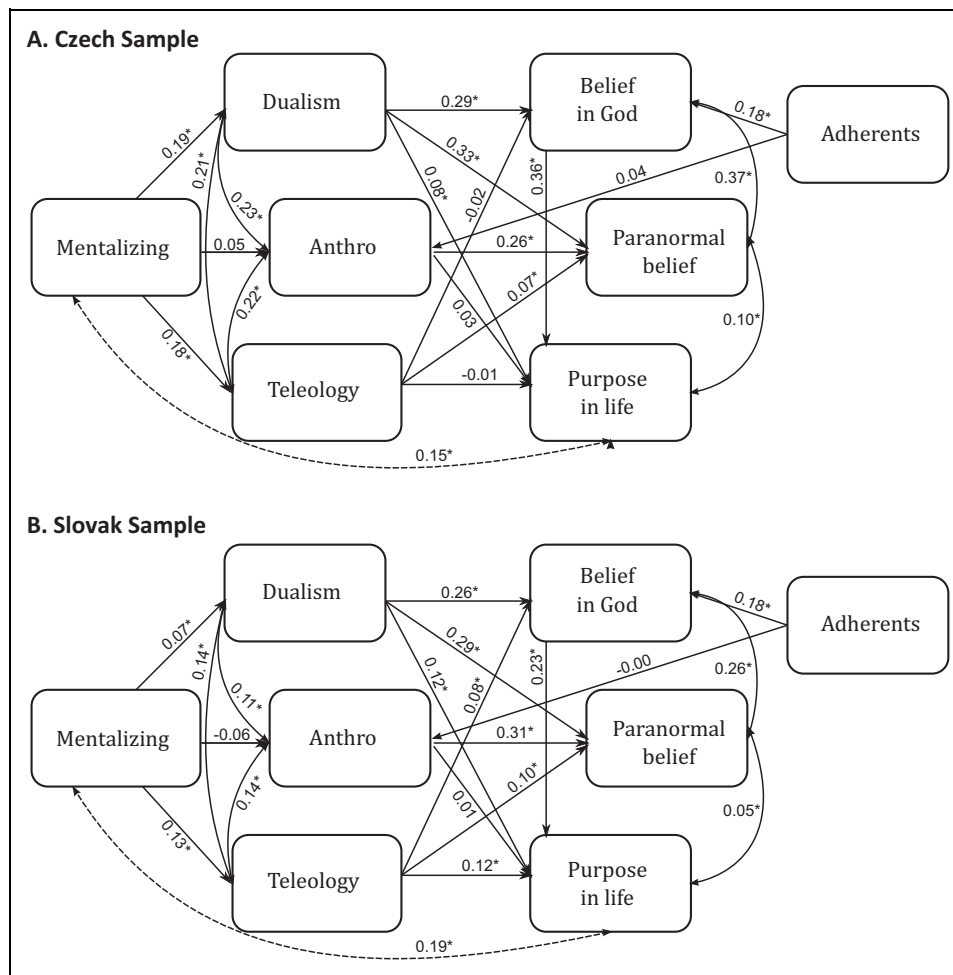 A. Czech Sample
Dualism
Belief
in God
Adherents
Mentalizing
Anthro
Paranormal
belief
Teleology
Purpose
in life
0.19*
0.21*
0.23*
0.05
0.22*
0.18*
0.29*
0.33*
0.08*
-0.02
0.36*
0.18*
0.04
0.37*
0.26*
0.07*
0.03
-0.01
0.10*
0.15*
B. Slovak Sample
Dualism
Belief
in God
Adherents
Mentalizing
Anthro
Paranormal
belief
Teleology
Purpose
in life
0.07*
0.14*
0.11*
-0.06
0.14*
0.13*
0.26*
0.29*
0.12*
0.08*
0.23*
0.18*
-0.00
0.26*
0.31*
0.10*
0.01
0.12*
0.05*
0.19*